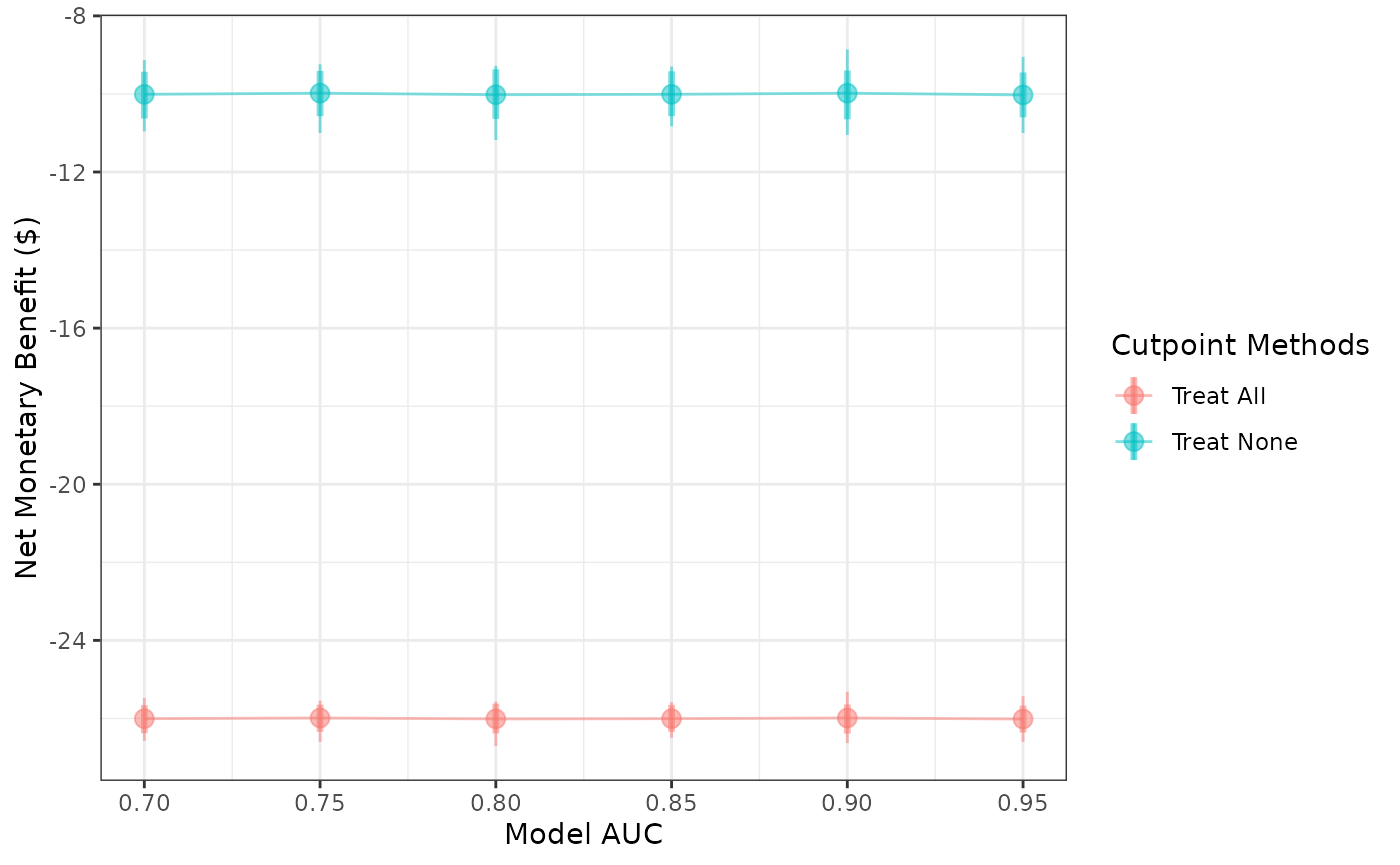 -8
-12
-16
-20
-24
Net Monetary Benefit ($)
0.70 0.75 0.80 0.85 0.90 0.95
Model AUC
Cutpoint Methods
Treat All
Treat None